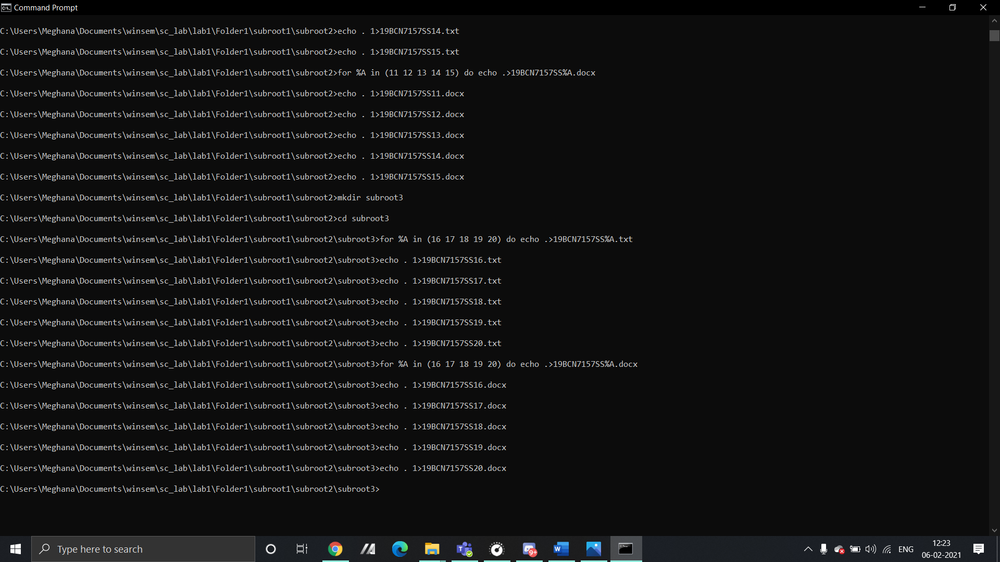 Command Prompt
C:\Users\Meghana\Documents\winsem\sc_lab\lab1\Folder1\subroot1\subroot2>echo . 1>19BCN7157SS14.txt
C:\Users\Meghana\Documents\winsem\sc_lab\lab1\Folder1\subroot1\subroot2>echo . 1>19BCN7157SS15.txt
C:\Users\Meghana\Documents\winsem\sc_lab\lab1\Folder1\subroot1\subroot2>for %A in (11 12 13 14 15) do echo .>19BCN7157SS%A.docx
C:\Users\Meghana\Documents\winsem\sc_lab\lab1\Folder1\subroot1\subroot2>echo . 1>19BCN7157SS11.docx
C:\Users\Meghana\Documents\winsem\sc_lab\lab1\Folder1\subroot1\subroot2>echo . 1>19BCN7157SS12.docx
C:\Users\Meghana\Documents\winsem\sc_lab\lab1\Folder1\subroot1\subroot2>echo . 1>19BCN7157SS13.docx
C:\Users\Meghana\Documents\winsem\sc_lab\lab1\Folder1\subroot1\subroot2>echo . 1>19BCN7157SS14.docx
C:\Users\Meghana\Documents\winsem\sc_lab\lab1\Folder1\subroot1\subroot2>echo . 1>19BCN7157SS15.docx
C:\Users\Meghana\Documents\winsem\sc_lab\lab1\Folder1\subroot1\subroot2>mkdir subroot3
C:\Users\Meghana\Documents\winsem\sc_lab\lab1\Folder1\subroot1\subroot2>cd subroot3
C:\Users\Meghana\Documents\winsem\sc_lab\lab1\Folder1\subroot1\subroot2\subroot3>for %A in (16 17 18 19 20) do echo .>19BCN7157SS%A.txt
C:\Users\Meghana\Documents\winsem\sc_lab\lab1\Folder1\subroot1\subroot2\subroot3>echo . 1>19BCN7157SS16.txt
C:\Users\Meghana\Documents\winsem\sc_lab\lab1\Folder1\subroot1\subroot2\subroot3>echo . 1>19BCN7157SS17.txt
C:\Users\Meghana\Documents\winsem\sc_lab\lab1\Folder1\subroot1\subroot2\subroot3>echo . 1>19BCN7157SS18.txt
C:\Users\Meghana\Documents\winsem\sc_lab\lab1\Folder1\subroot1\subroot2\subroot3>echo . 1>19BCN7157SS19.txt
C:\Users\Meghana\Documents\winsem\sc_lab\lab1\Folder1\subroot1\subroot2\subroot3>echo . 1>19BCN7157SS20.txt
C:\Users\Meghana\Documents\winsem\sc_lab\lab1\Folder1\subroot1\subroot2\subroot3>for %A in (16 17 18 19 20) do echo .>19BCN7157SS%A.docx
C:\Users\Meghana\Documents\winsem\sc_lab\lab1\Folder1\subroot1\subroot2\subroot3>echo . 1>19BCN7157SS16.docx
C:\Users\Meghana\Documents\winsem\sc_lab\lab1\Folder1\subroot1\subroot2\subroot3>echo . 1>19BCN7157SS17.docx
C:\Users\Meghana\Documents\winsem\sc_lab\lab1\Folder1\subroot1\subroot2\subroot3>echo . 1>19BCN7157SS18.docx
C:\Users\Meghana\Documents\winsem\sc_lab\lab1\Folder1\subroot1\subroot2\subroot3>echo . 1>19BCN7157SS19.docx
C:\Users\Meghana\Documents\winsem\sc_lab\lab1\Folder1\subroot1\subroot2\subroot3>echo . 1>19BCN7157SS20.docx
C:\Users\Meghana\Documents\winsem\sc_lab\lab1\Folder1\subroot1\subroot2\subroot3>
Type here to search
9+
ENG
12:23
06-02-2021